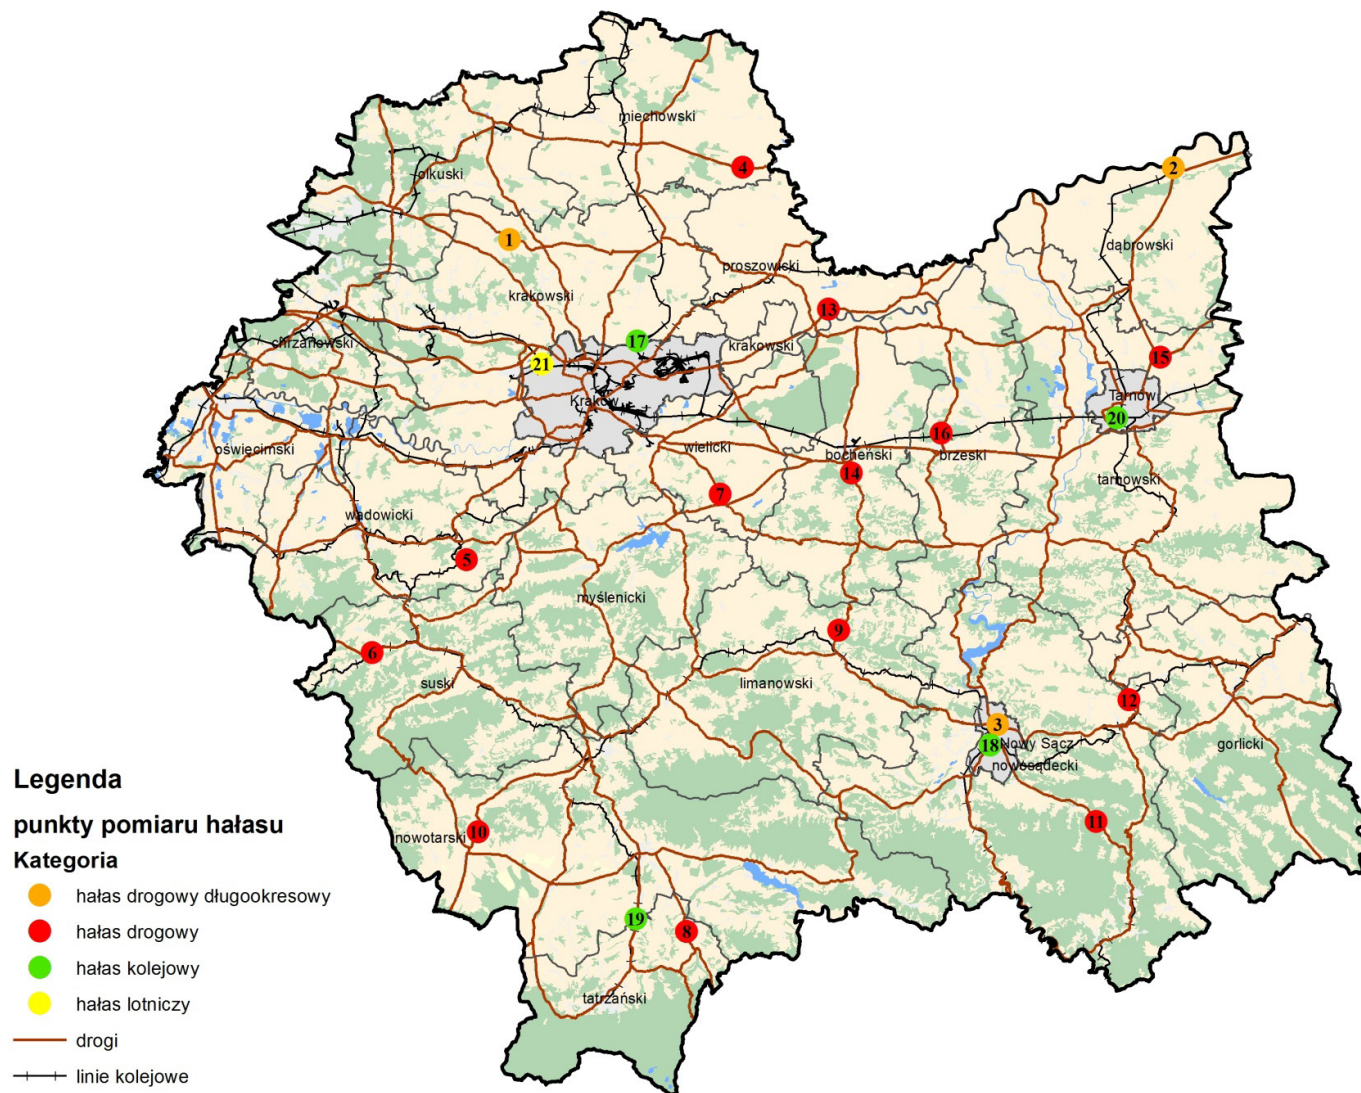 miechowski
4
2
olkuski
1
dąbrowski
proszowicki
krakowski
13
17
chrzanowski
krakowski
15
21
Kraków
Tarnów
20
16
oświęcimski
wielicki
bocheński
brzeski
14
tarnowski
7
wadowicki
5
myślenicki
9
6
suski
limanowski
12
3
18
Nowy Sącz
gorlicki
nowosądecki
Legenda
punkty pomiaru hałasu
11
10
nowotarski
Kategoria
hałas drogowy długookresowy
19
8
hałas drogowy
hałas kolejowy
tatrzański
hałas lotniczy
drogi
linie kolejowe